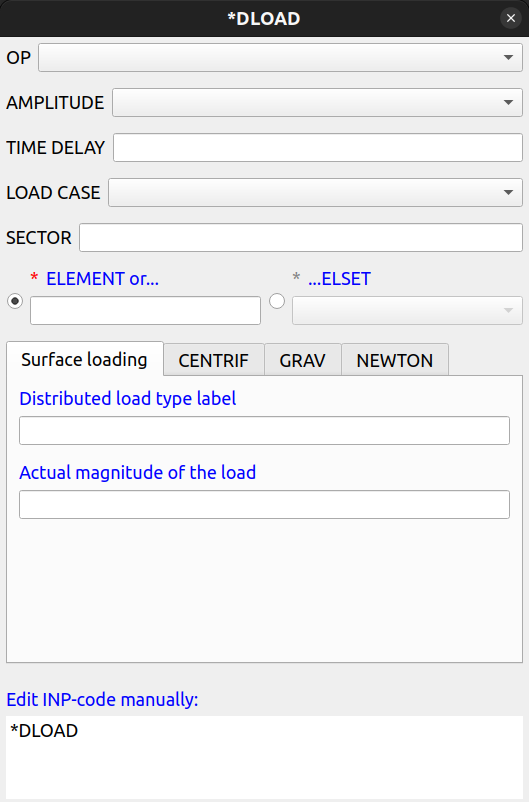 *DLOAD
OP
AMPLITUDE
TIME DELAY
LOAD CASE
SECTOR
* ELEMENT or... * ...ELSET
Surface loading CENTRIF GRAV NEWTON
Distributed load type label
Actual magnitude of the load
Edit INP-code manually:
*DLOAD